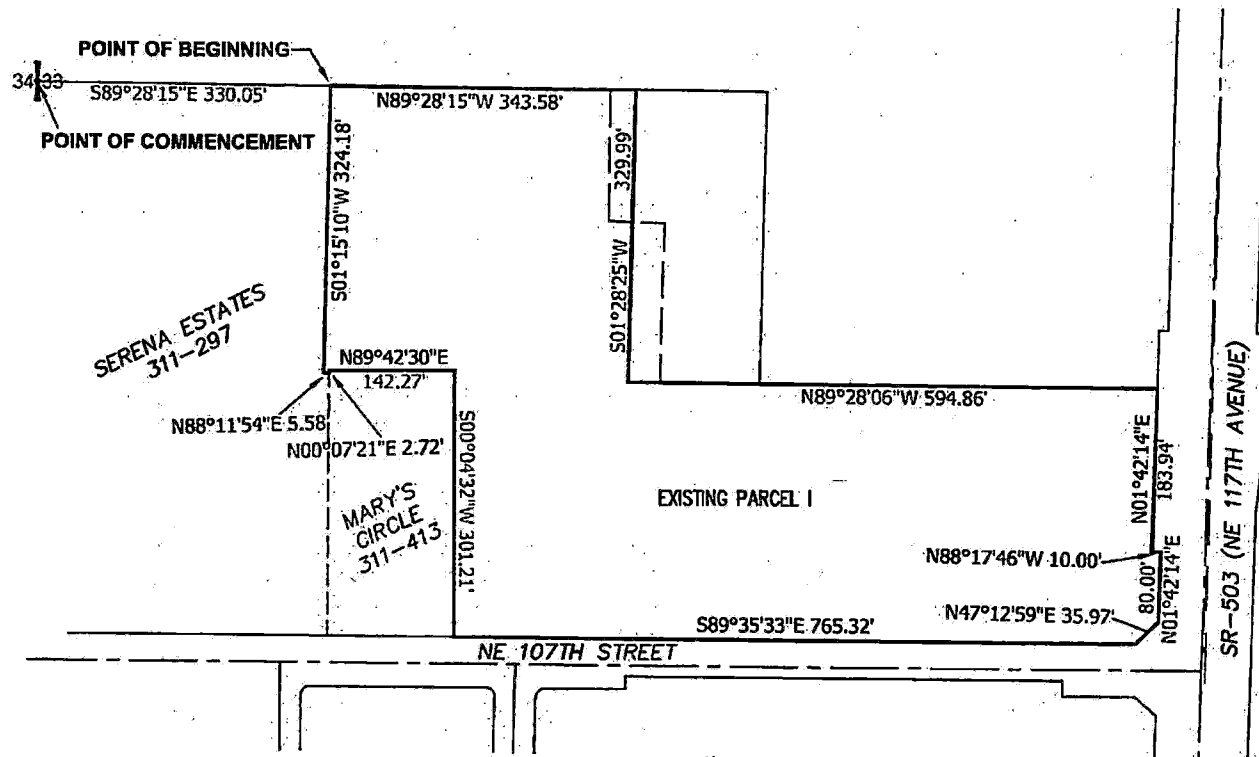 POINT OF BEGINNING
34 33
S89°28'15"E 330.05'
N89°28'15"W 343.58'
POINT OF COMMENCEMENT
S01°15'10"W 324.18'
S01°28'25"W 329.99'
SERENA ESTATES
311-297
N89°42'30"E
142.27'
N89°28'06"W 594.86'
N88°11'54"E 5.58
N00°07'21"E 2.72'
S00°04'32"W 301.21'
MARY'S
CIRCLE
311-413
EXISTING PARCEL I
N01°42'14"E
183.94'
N88°17'46"W 10.00'
80.00'
N01°42'14"E
N47°12'59"E 35.97'
S89°35'33"E 765.32'
NE 107TH STREET
SR-503 (NE 117TH AVENUE)